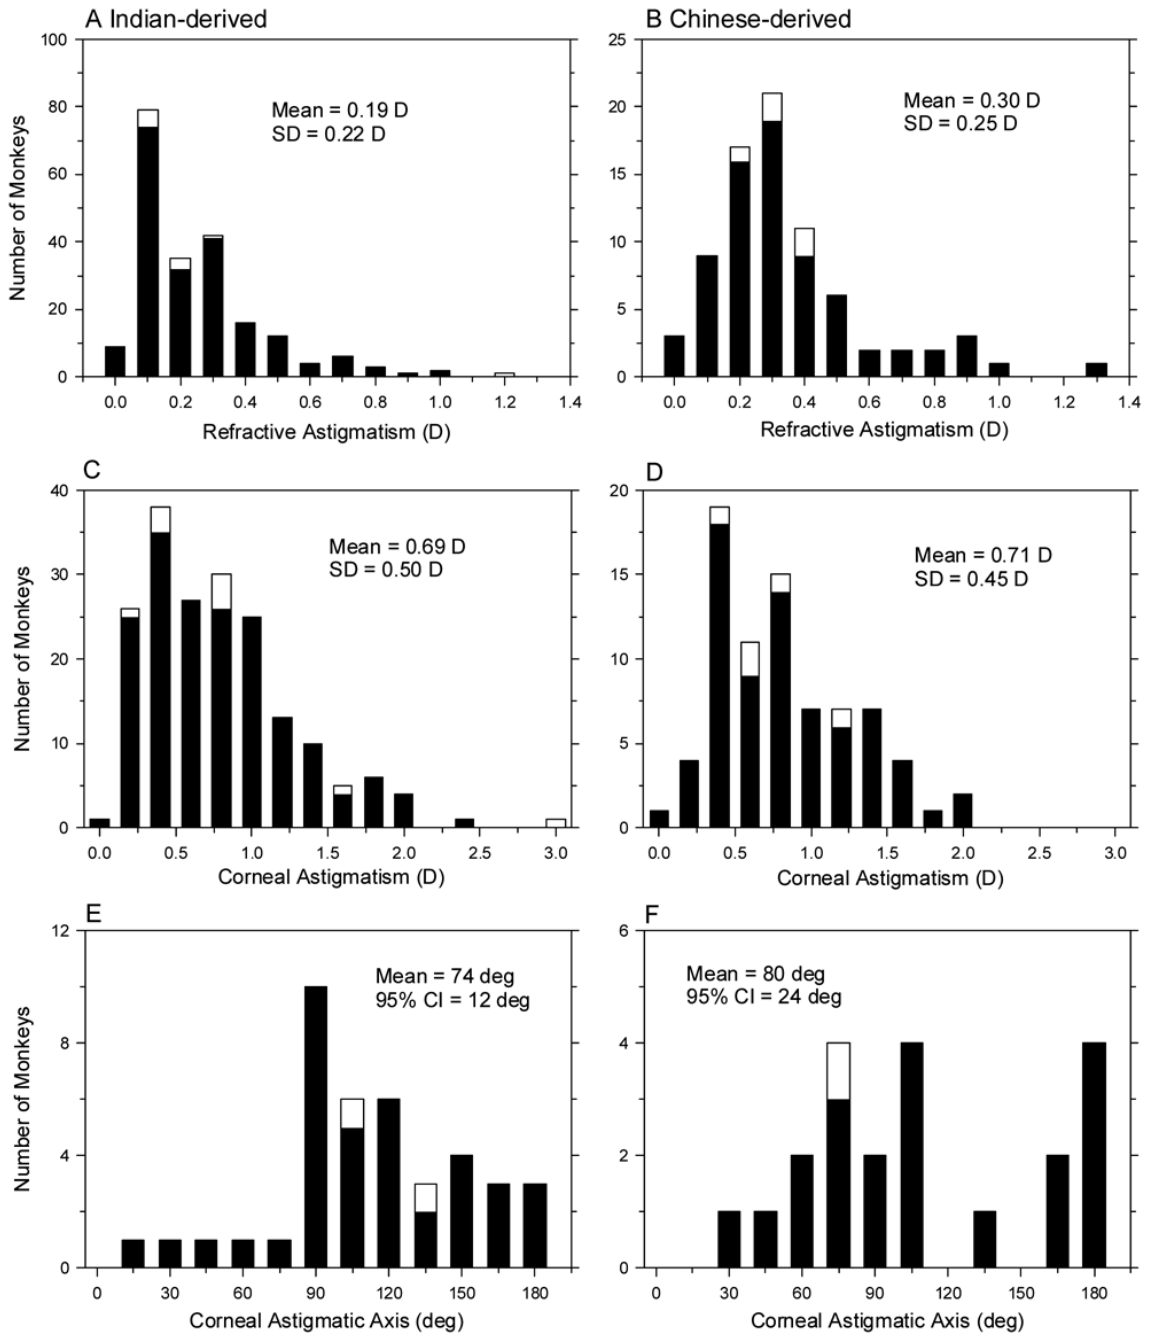 A Indian-derived
B Chinese-derived
100
80
60
40
20
0
Number of Monkeys
Mean = 0.19 D
SD = 0.22 D
0.0 0.2 0.4 0.6 0.8 1.0 1.2 1.4
Refractive Astigmatism (D)
25
20
15
10
5
0
Mean = 0.30 D
SD = 0.25 D
0.0 0.2 0.4 0.6 0.8 1.0 1.2 1.4
Refractive Astigmatism (D)
C
40
30
20
10
0
Number of Monkeys
Mean = 0.69 D
SD = 0.50 D
0.0 0.5 1.0 1.5 2.0 2.5 3.0
Corneal Astigmatism (D)
D
20
15
10
5
0
Mean = 0.71 D
SD = 0.45 D
0.0 0.5 1.0 1.5 2.0 2.5 3.0
Corneal Astigmatism (D)
E
12
8
4
0
Number of Monkeys
Mean = 74 deg
95% CI = 12 deg
0 30 60 90 120 150 180
Corneal Astigmatic Axis (deg)
F
6
4
2
0
Mean = 80 deg
95% CI = 24 deg
0 30 60 90 120 150 180
Corneal Astigmatic Axis (deg)